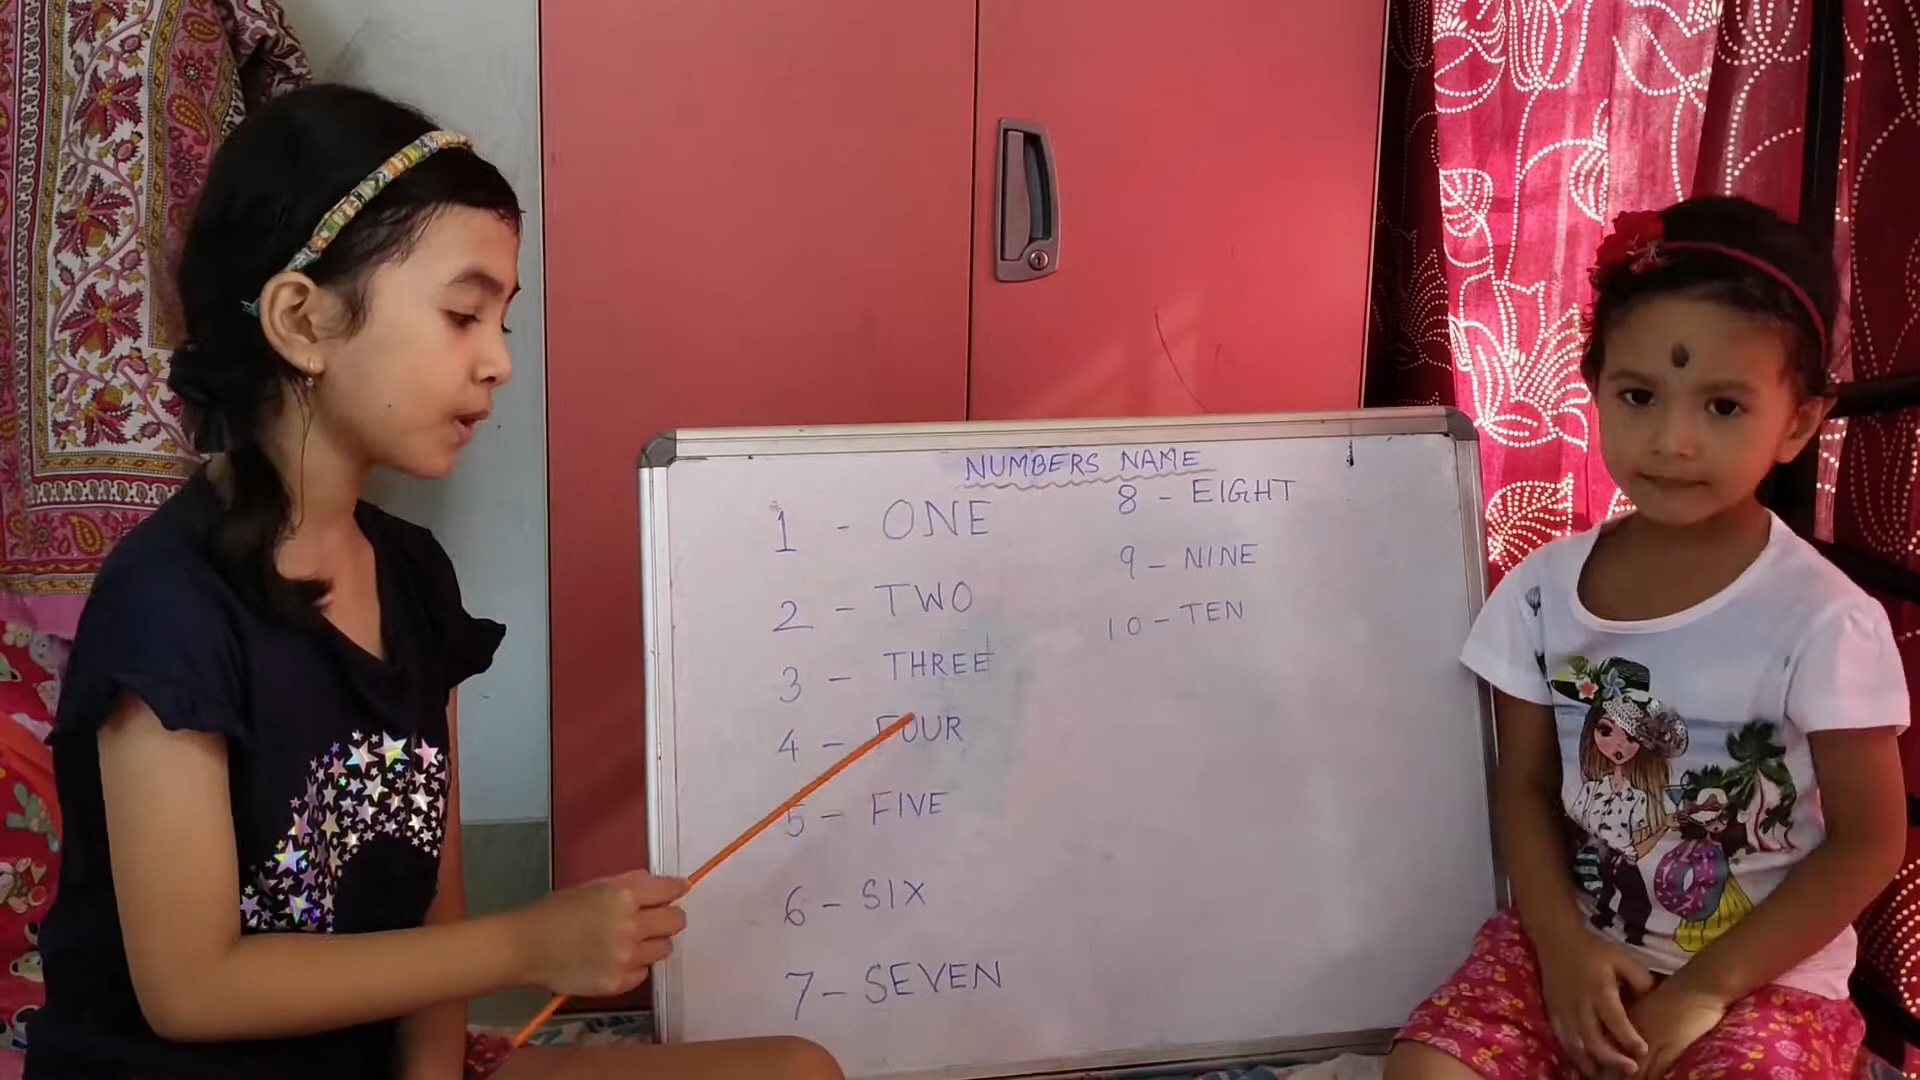 NUMBERS NAME
1 - ONE
2 - TWO
3 - THREE
4 - FOUR
5 - FIVE
6 - SIX
7 - SEVEN
8 - EIGHT
9 - NINE
10 - TEN